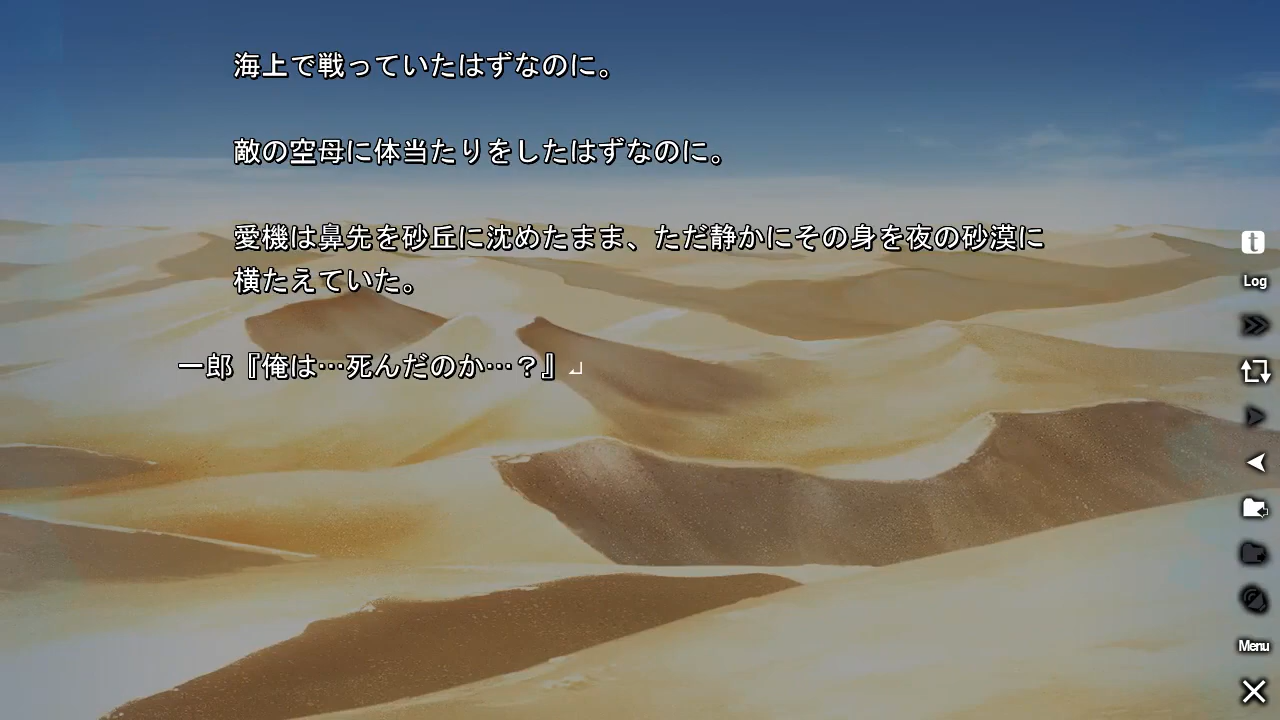 海上で戦っていたはずなのに。
敵の空母に体当たりをしたはずなのに。
愛機は鼻先を砂丘に沈めたまま、ただ静かにその身を夜の砂漠に
横たえていた。
一郎『俺は…死んだのか…？』
t
Log
Menu